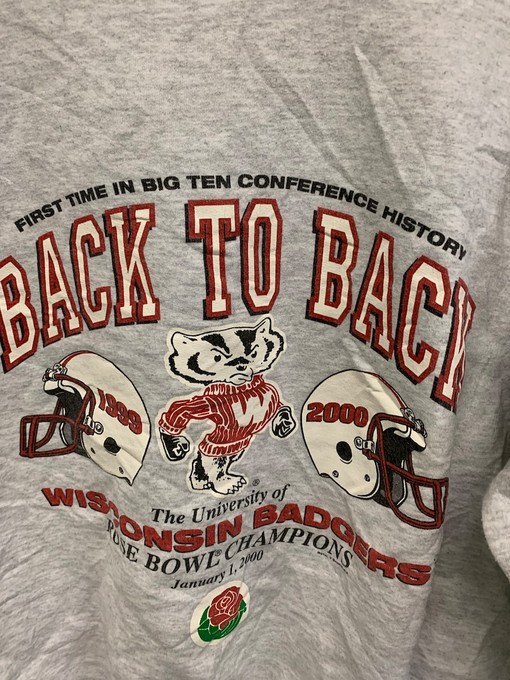 FIRST TIME IN BIG TEN CONFERENCE HISTORY
BACK TO BACK
1999
W
2000
The University of®
WISCONSIN BADGERS
ROSE BOWL® CHAMPIONS
January 1, 2000